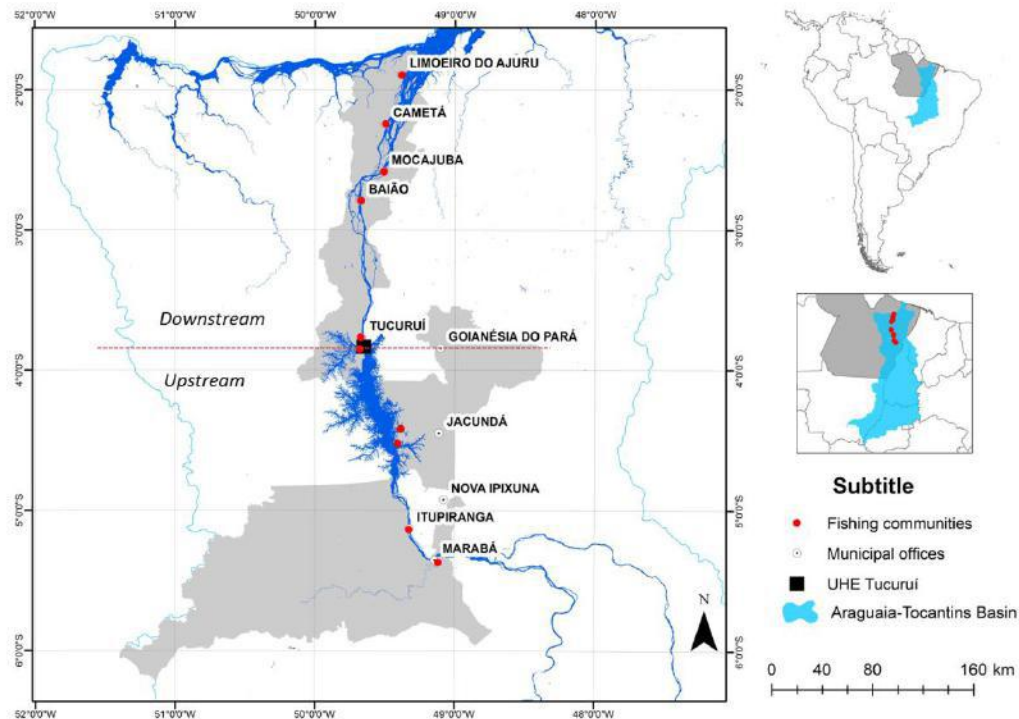 52°0'0"W
51°0'0"W
50°0'0"W
49°0'0"W
48°0'0"W
2°0'0"S
3°0'0"S
4°0'0"S
5°0'0"S
6°0'0"S
LIMOEIRO DO AJURU
CAMETÁ
MOCAJUBA
BAIÃO
Downstream
TUCURUÍ
GOIANÉSIA DO PARÁ
Upstream
JACUNDÁ
NOVA IPIXUNA
ITUPIRANGA
MARABÁ
2°0'0"S
3°0'0"S
4°0'0"S
5°0'0"S
6°0'0"S
52°0'0"W
51°0'0"W
50°0'0"W
49°0'0"W
48°0'0"W
N
Subtitle
Fishing communities
Municipal offices
UHE Tucuruí
Araguaia-Tocantins Basin
0 40 80 160 km